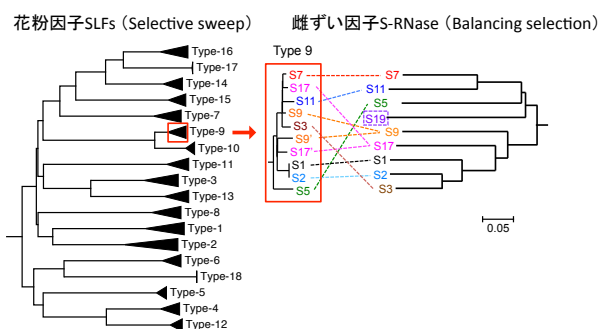 花粉因子SLFs（Selective sweep）
雌ずい因子S-RNase（Balancing selection）
Type-16
Type-17
Type-14
Type-15
Type-7
Type-9
Type-10
Type-11
Type-3
Type-13
Type-8
Type-1
Type-2
Type-6
Type-18
Type-5
Type-4
Type-12
Type 9
S7
S17
S11
S9
S3
S9'
S17'
S1
S2
S5
S7
S11
S5
S19
S9
S17
S1
S2
S3
0.05